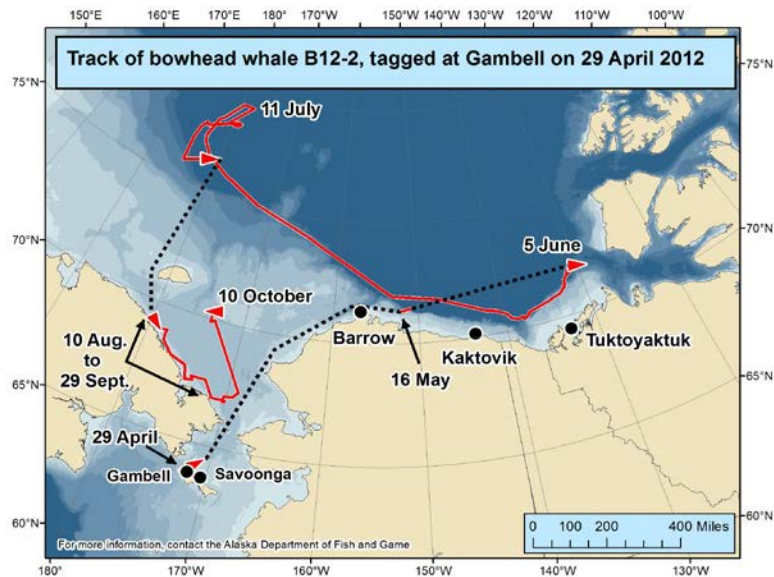 150°E 160°E 170°E 180° 170°W 160°W 150°W 140°W 130°W 120°W 110°W 100°W
Track of bowhead whale B12-2, tagged at Gambell on 29 April 2012
75°N
75°N
11 July
70°N
70°N
5 June
10 October
10 Aug.
to
29 Sept.
Barrow
Kaktovik
Tuktoyaktuk
16 May
65°N
65°N
29 April
Gambell
Savoonga
60°N
60°N
0 100 200 400 Miles
For more information, contact the Alaska Department of Fish and Game
180° 170°W 160°W 150°W 140°W 130°W